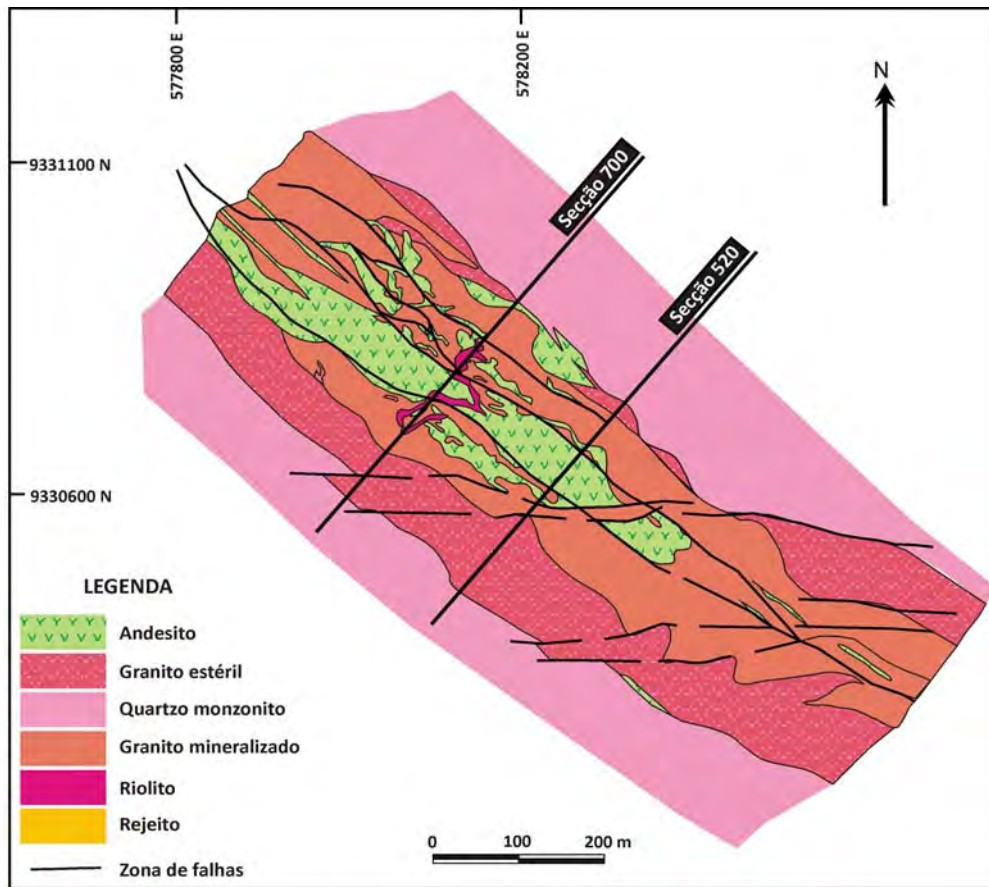 577800 E
578200 E
N
9331100 N
Secção 700
Secção 520
9330600 N
LEGENDA
Andesito
Granito estéril
Quartzo monzonito
Granito mineralizado
Riolito
Rejeito
Zona de falhas
0 100 200 m